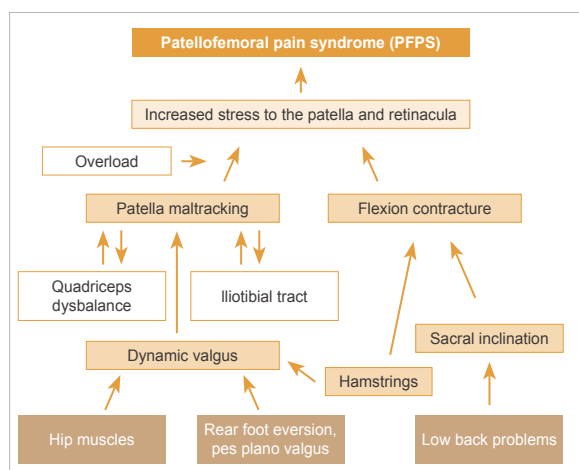 Patellofemoral pain syndrome (PFPS)
Increased stress to the patella and retinacula
Overload
Patella maltracking
Flexion contracture
Quadriceps
dysbalance
Iliotibial tract
Sacral inclination
Dynamic valgus
Hamstrings
Hip muscles
Rear foot eversion,
pes plano valgus
Low back problems